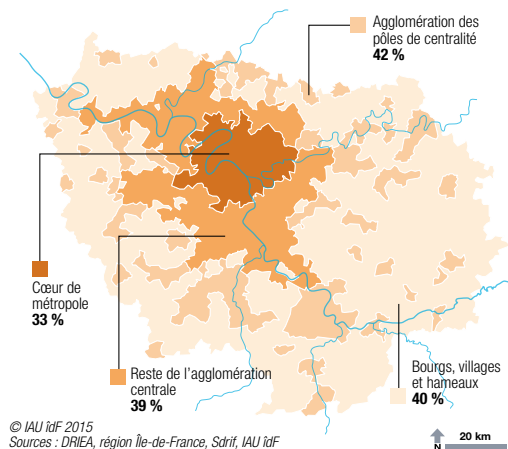 Agglomération des
pôles de centralité
42 %
Cœur de
métropole
33 %
Reste de l'agglomération
centrale
39 %
Bourgs, villages
et hameaux
40 %
© IAU îdF 2015
Sources : DRIEA, région Île-de-France, Sdrif, IAU îdF
N
20 km